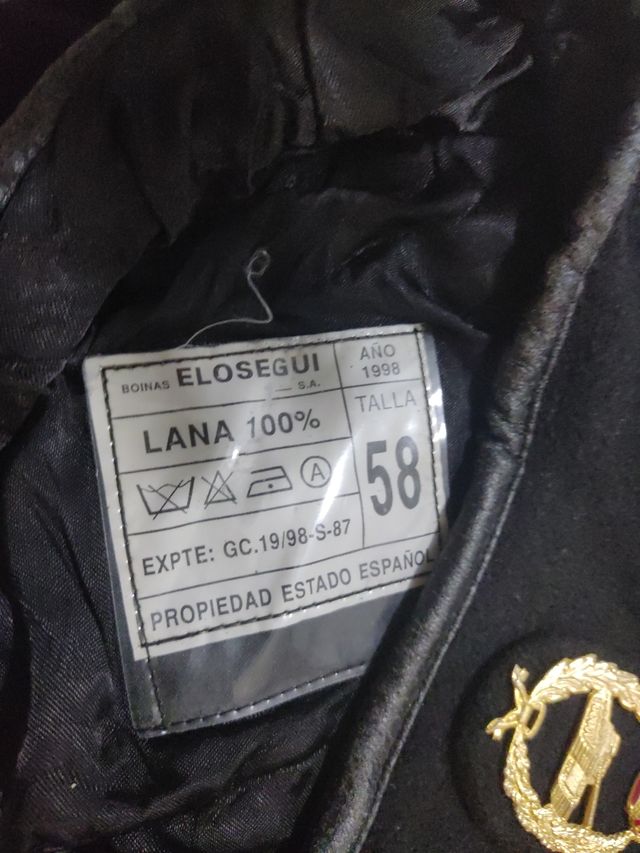 BOINAS ELOSEGUI S.A.
AÑO 1998
LANA 100%
TALLA
58
A
EXPTE: GC.19/98-S-87
PROPIEDAD ESTADO ESPAÑOL